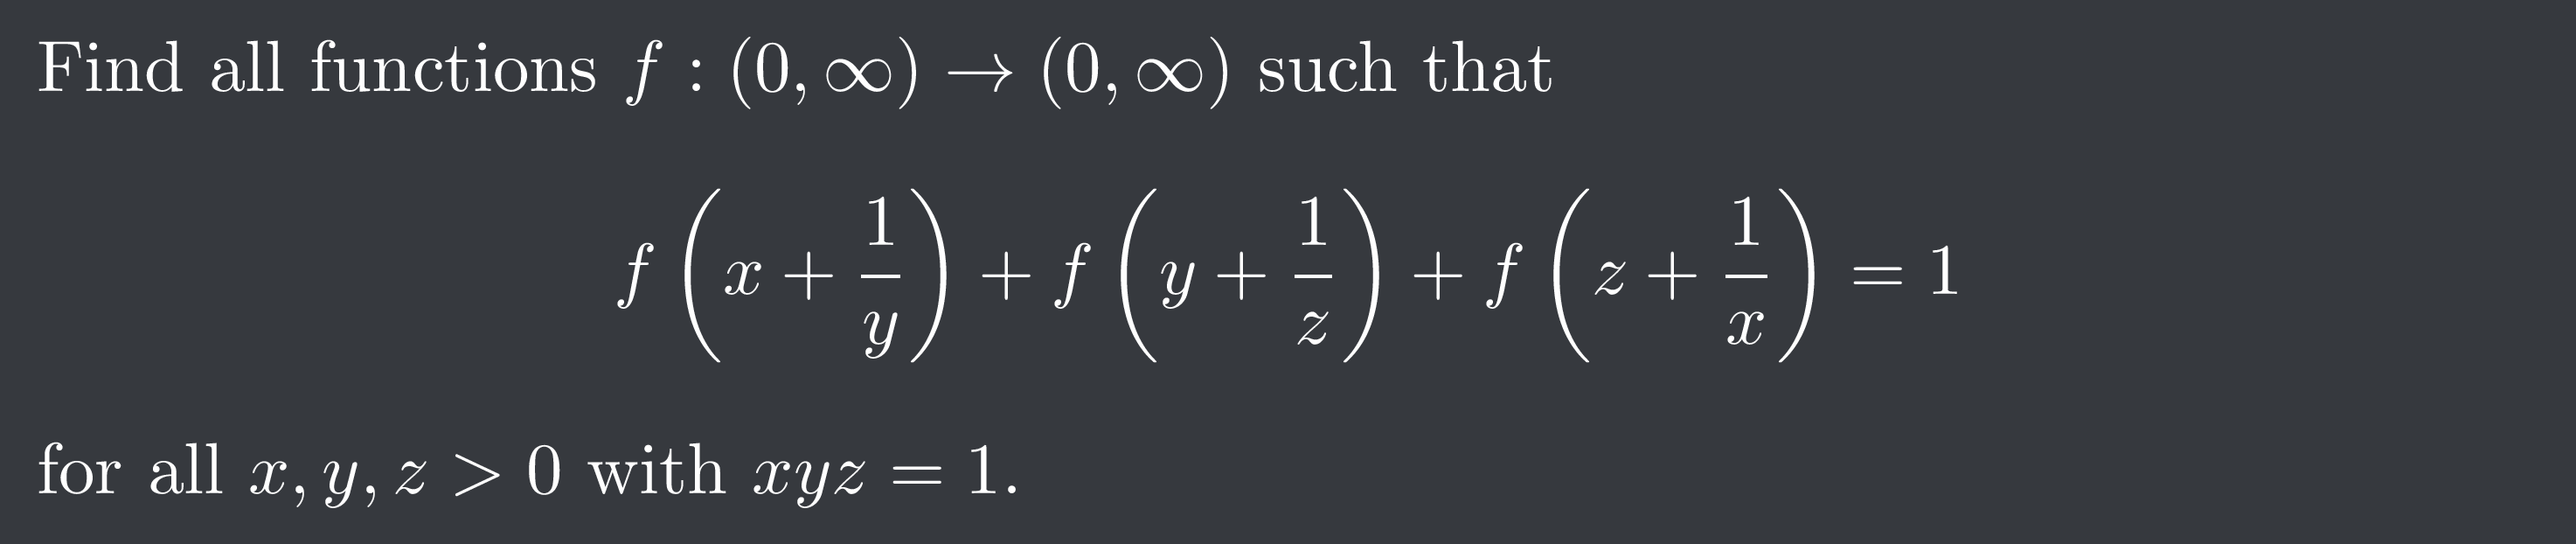 Find all functions f : (0, ∞) → (0, ∞) such that
f(x + 1/y) + f(y + 1/z) + f(z + 1/x) = 1
for all x, y, z > 0 with xyz = 1.